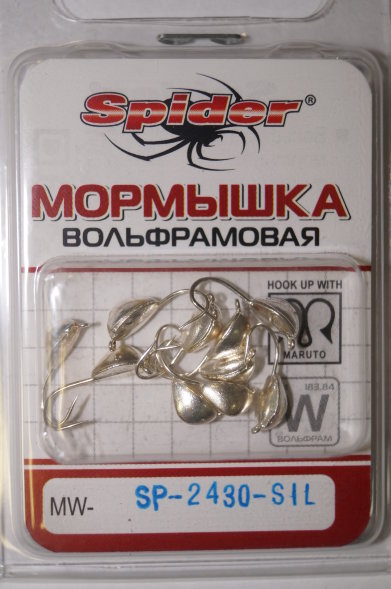 Spider®
МОРМЫШКА
ВОЛЬФРАМОВАЯ
HOOK UP WITH
MARUTO
183.84
W
ВОЛЬФРАМ
MW- SP-2430-SIL